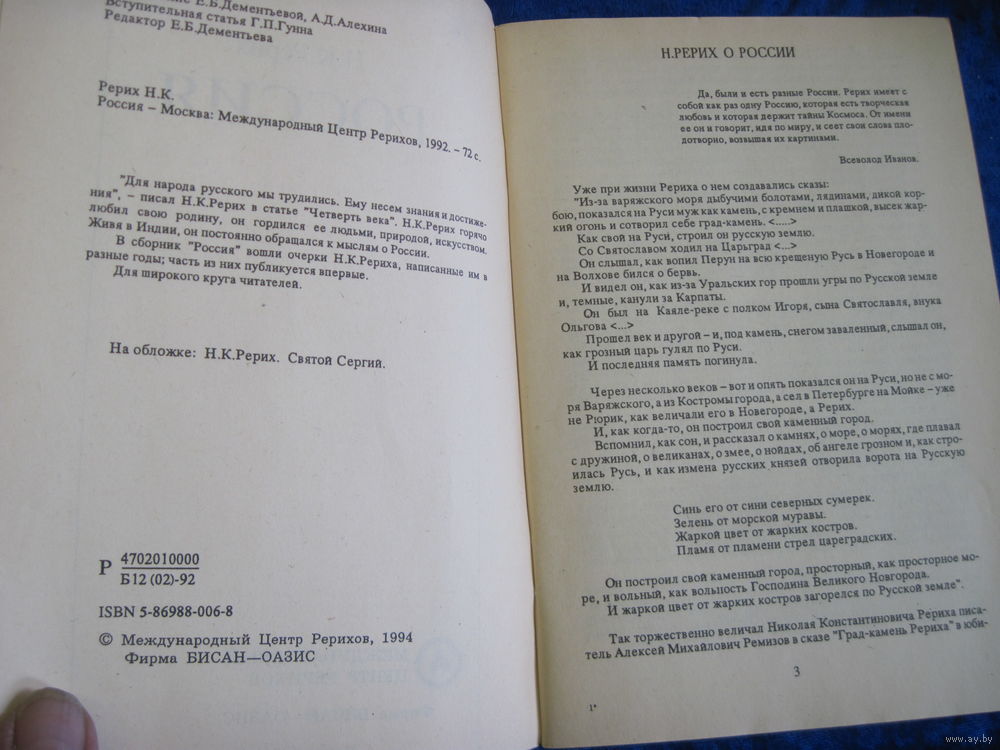 Е.Б.Дементьевой, А.Д.Алехина
Вступительная статья Г.П.Гунна
Редактор Е.Б.Дементьева
Рерих Н.К.
Россия – Москва: Международный Центр Рерихов, 1992. – 72 с.
"Для народа русского мы трудились. Ему несем знания и достиже-
ния", – писал Н.К.Рерих в статье "Четверть века". Н.К.Рерих горячо
любил свою родину, он гордился ее людьми, природой, искусством.
Живя в Индии, он постоянно обращался к мыслям о России.
В сборник "Россия" вошли очерки Н.К.Рериха, написанные им в
разные годы; часть из них публикуется впервые.
Для широкого круга читателей.
На обложке: Н.К.Рерих. Святой Сергий.
Р 4702010000
Б12 (02)-92
ISBN 5-86988-006-8
© Международный Центр Рерихов, 1994
Фирма БИСАН—ОАЗИС
Н.РЕРИХ О РОССИИ
Да, были и есть разные России. Рерих имеет с
собой как раз одну Россию, которая есть творческая
любовь и которая держит тайны Космоса. От имени
ее он и говорит, идя по миру, и сеет свои слова пло-
дотворно, возвышая их картинами.
Всеволод Иванов.
Уже при жизни Рериха о нем создавались сказы:
"Из-за варяжского моря дыбучими болотами, лядинами, дикой кор-
бою, показался на Руси муж как камень, с кремнем и плашкой, высек жар-
кий огонь и сотворил себе град-камень. <.....>
Как свой на Руси, строил он русскую землю.
Со Святославом ходил на Царьград <...>
Он слышал, как вопил Перун на всю крещеную Русь в Новегороде и
на Волхове бился о бервь.
И видел он, как из-за Уральских гор прошли угры по Русской земле
и, темные, канули за Карпаты.
Он был на Каяле-реке с полком Игоря, сына Святославля, внука
Ольгова <...>
Прошел век и другой – и, под камень, снегом заваленный, слышал он,
как грозный царь гулял по Руси.
И последняя память погинула.
Через несколько веков – вот и опять показался он на Руси, но не с мо-
ря Варяжского, а из Костромы города, а сел в Петербурге на Мойке – уже
не Рюрик, как величали его в Новегороде, а Рерих.
И, как когда-то, он построил свой каменный город.
Вспомнил, как сон, и рассказал о камнях, о море, о морях, где плавал
с дружиной, о великанах, о змее, о нойдах, об ангеле грозном и, как стро-
илась Русь, и как измена русских князей отворила ворота на Русскую
землю.
Синь его от сини северных сумерек.
Зелень от морской муравы.
Жаркой цвет от жарких костров.
Пламя от пламени стрел цареградских.
Он построил свой каменный город, просторный, как просторное мо-
ре, и вольный, как вольность Господина Великого Новгорода.
И жаркой цвет от жарких костров загорелся по Русской земле".
Так торжественно величал Николая Константиновича Рериха писа-
тель Алексей Михайлович Ремизов в сказе "Град-камень Рериха" в юби-
3
1*
www.ay.by